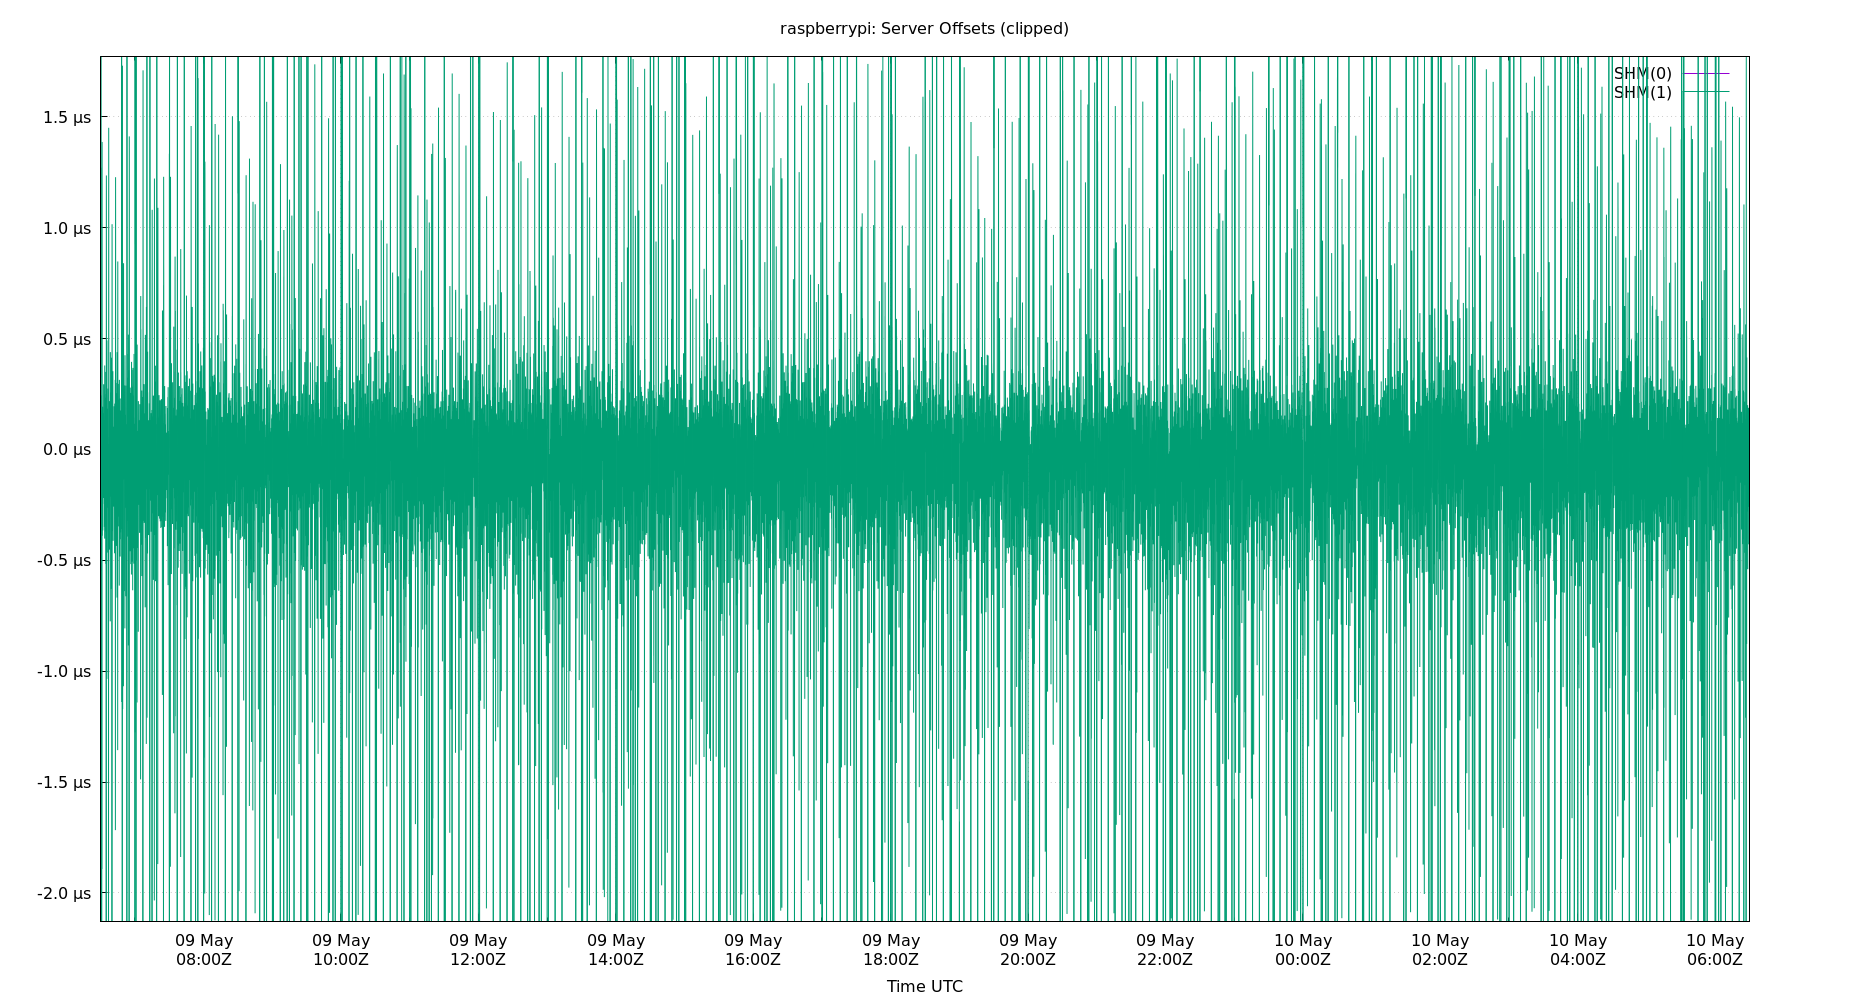 raspberrypi: Server Offsets (clipped)
SHM(0)
SHM(1)
1.5 µs
1.0 µs
0.5 µs
0.0 µs
-0.5 µs
-1.0 µs
-1.5 µs
-2.0 µs
09 May 09 May 09 May 09 May 09 May 09 May 09 May 09 May 10 May 10 May 10 May 10 May
08:00Z 10:00Z 12:00Z 14:00Z 16:00Z 18:00Z 20:00Z 22:00Z 00:00Z 02:00Z 04:00Z 06:00Z
Time UTC